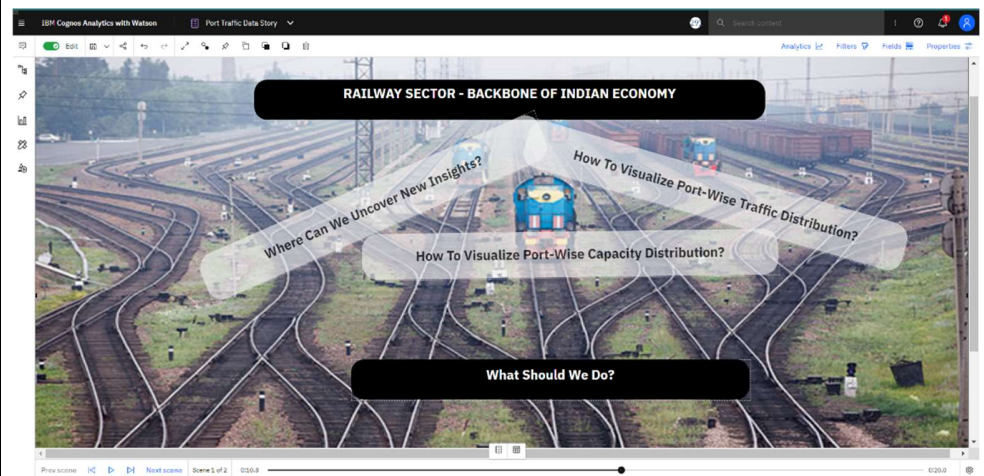 IBM Cognos Analytics with Watson
Port Traffic Data Story
Search content
Edit
Analytics
Filters
Fields
Properties
RAILWAY SECTOR - BACKBONE OF INDIAN ECONOMY
Where Can We Uncover New Insights?
How To Visualize Port-Wise Traffic Distribution?
How To Visualize Port-Wise Capacity Distribution?
What Should We Do?
Prev scene
Next scene
Scene 1 of 2
0:10.8
0:20.0